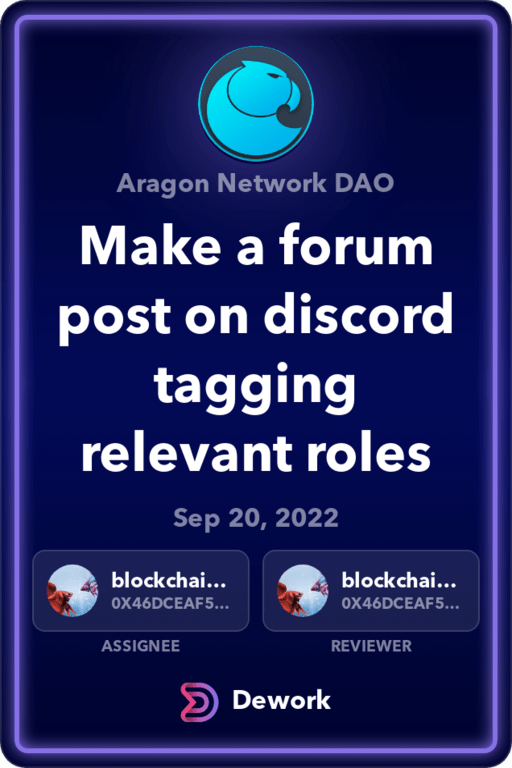 Aragon Network DAO
Make a forum
post on discord
tagging
relevant roles
Sep 20, 2022
blockchai...
0X46DCEAF5...
ASSIGNEE
blockchai...
0X46DCEAF5...
REVIEWER
Dework